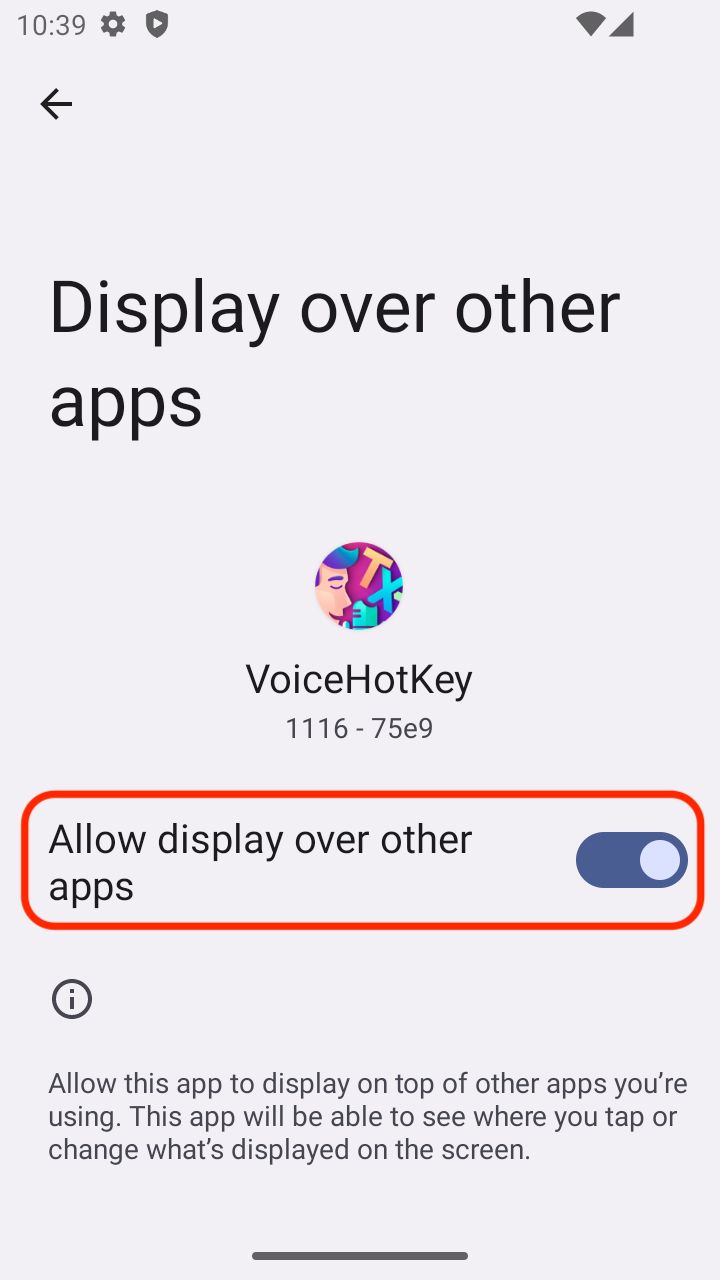 10:39
Display over other
apps
VoiceHotKey
1116 - 75e9
Allow display over other
apps
Allow this app to display on top of other apps you’re
using. This app will be able to see where you tap or
change what’s displayed on the screen.